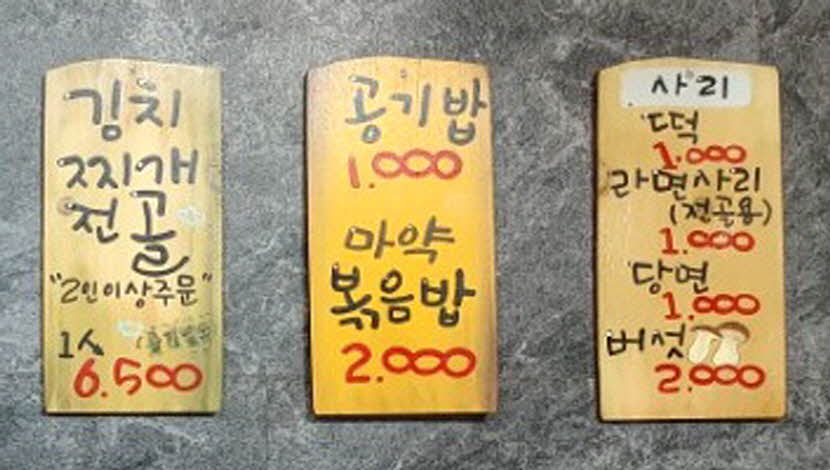 김치
찌개
전골
"2인이상주문"
1人
6.500
공기밥
1.000
마약
볶음밥
2.000
사리
떡
1.000
라면사리
(전골용)
1.000
당면
1.000
버섯
2.000